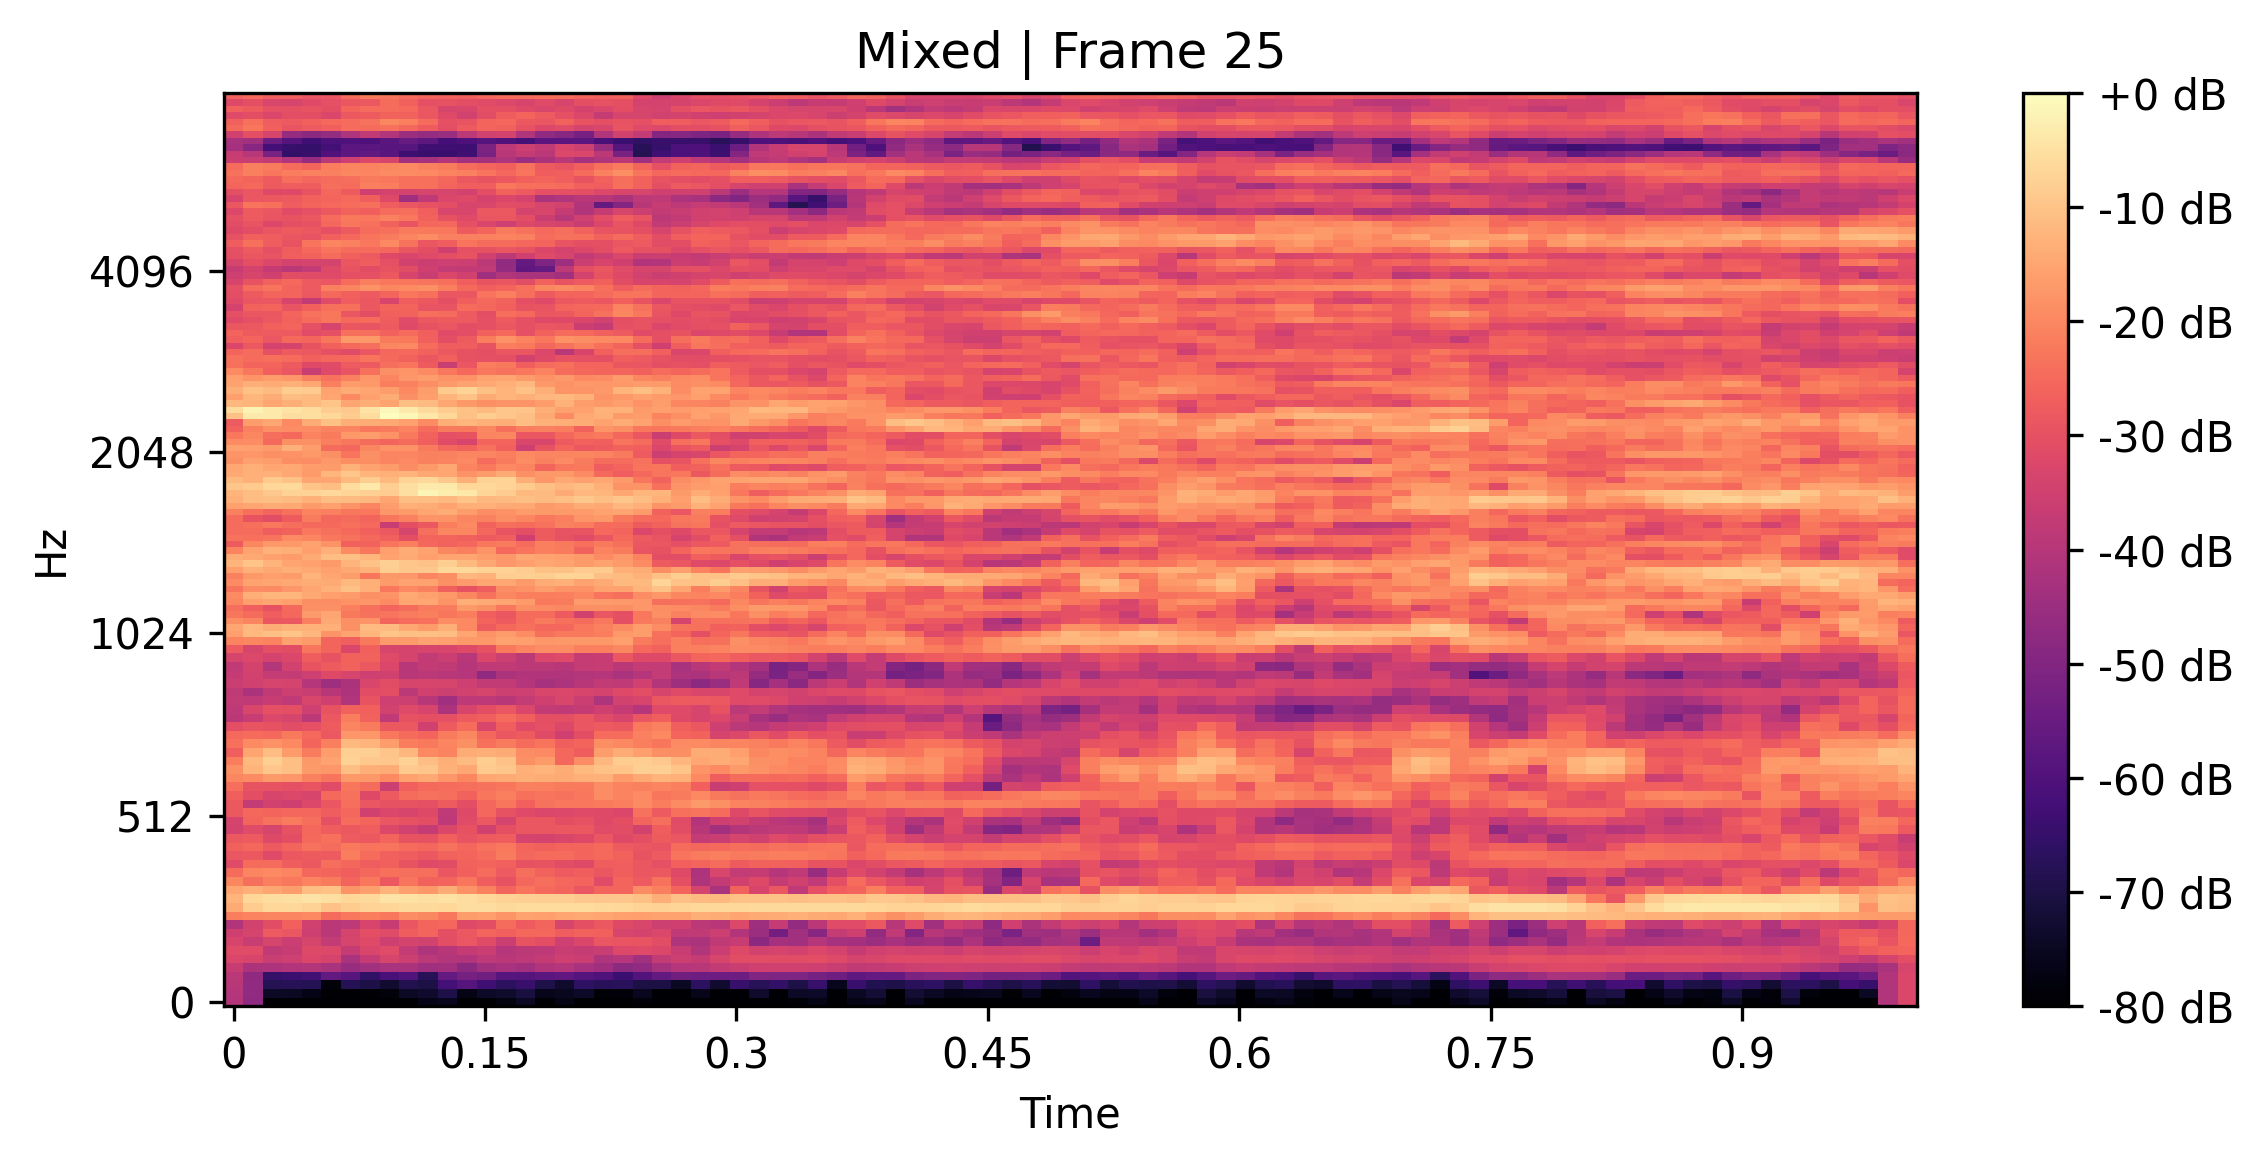 Mixed | Frame 25
+0 dB
-10 dB
-20 dB
-30 dB
-40 dB
-50 dB
-60 dB
-70 dB
-80 dB
Hz
4096
2048
1024
512
0
0 0.15 0.3 0.45 0.6 0.75 0.9
Time